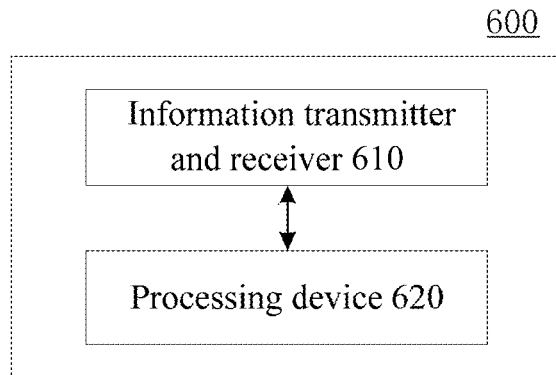 600
Information transmitter
and receiver 610
Processing device 620